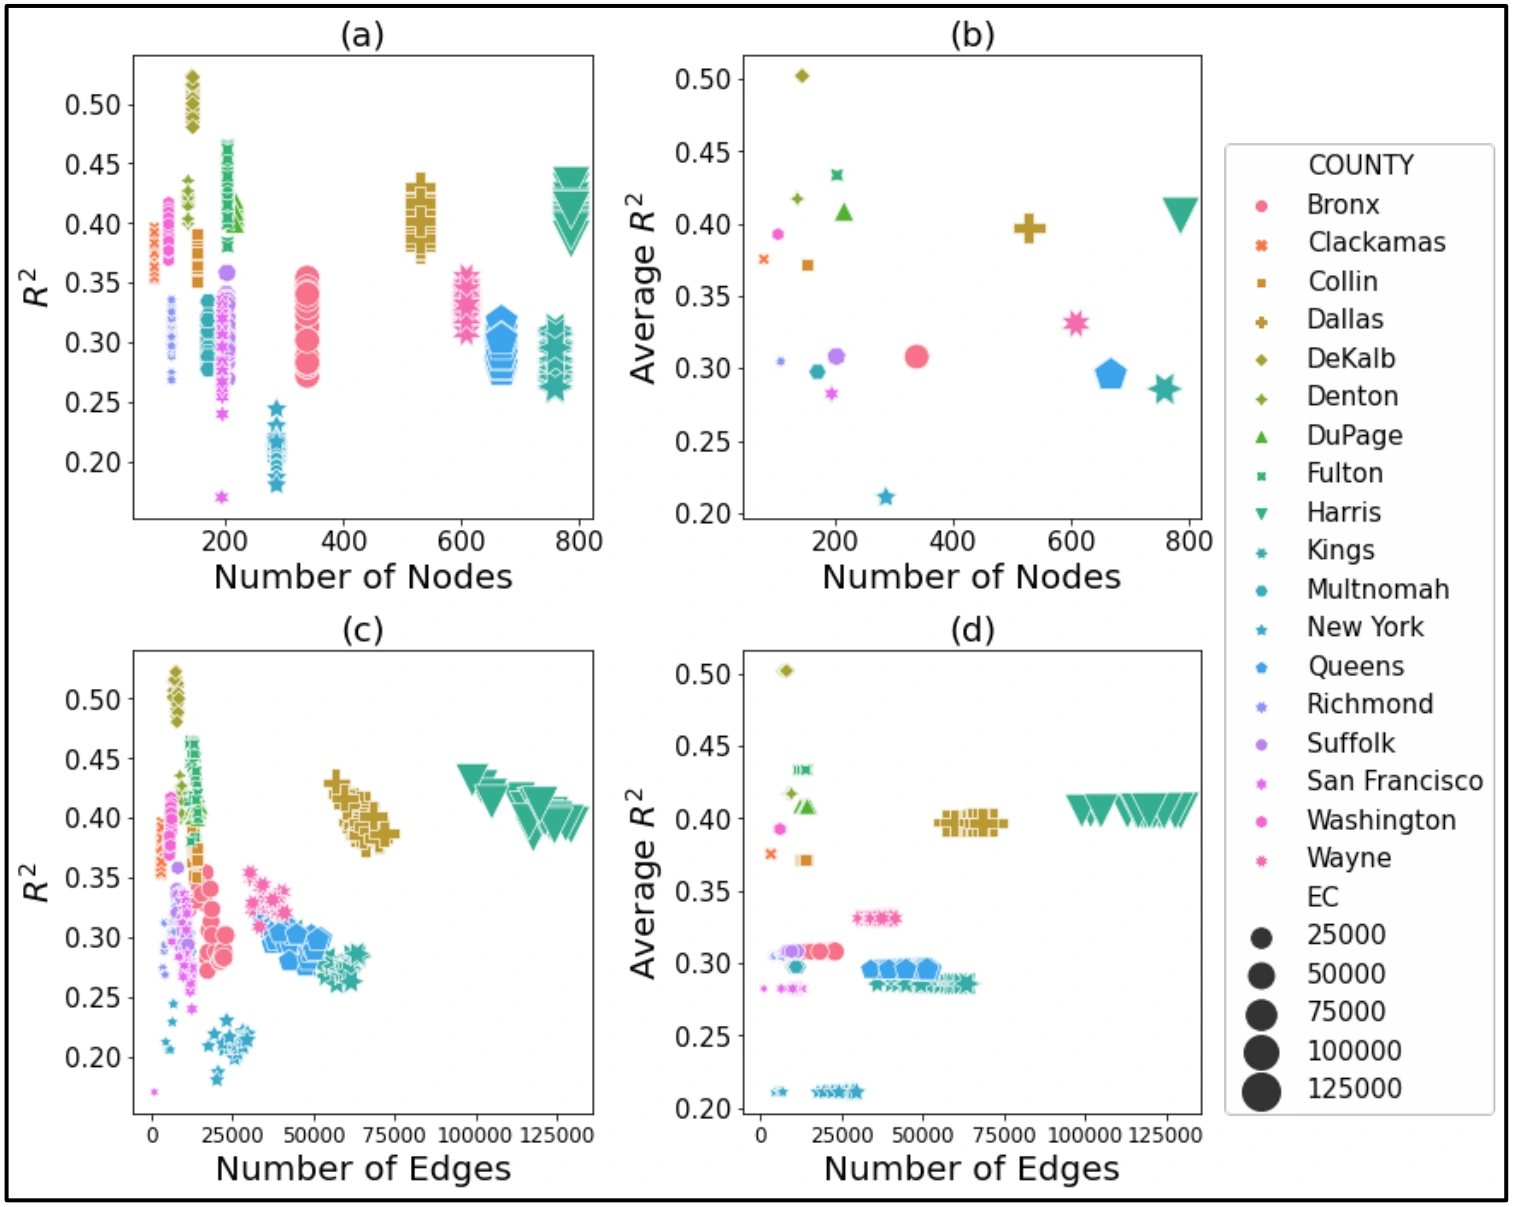 (a)
R²
0.50
0.45
0.40
0.35
0.30
0.25
0.20
200 400 600 800
Number of Nodes
(b)
Average R²
0.50
0.45
0.40
0.35
0.30
0.25
0.20
200 400 600 800
Number of Nodes
(c)
R²
0.50
0.45
0.40
0.35
0.30
0.25
0.20
0 25000 50000 75000 100000 125000
Number of Edges
(d)
Average R²
0.50
0.45
0.40
0.35
0.30
0.25
0.20
0 25000 50000 75000 100000 125000
Number of Edges
COUNTY
Bronx
Clackamas
Collin
Dallas
DeKalb
Denton
DuPage
Fulton
Harris
Kings
Multnomah
New York
Queens
Richmond
Suffolk
San Francisco
Washington
Wayne
EC
25000
50000
75000
100000
125000